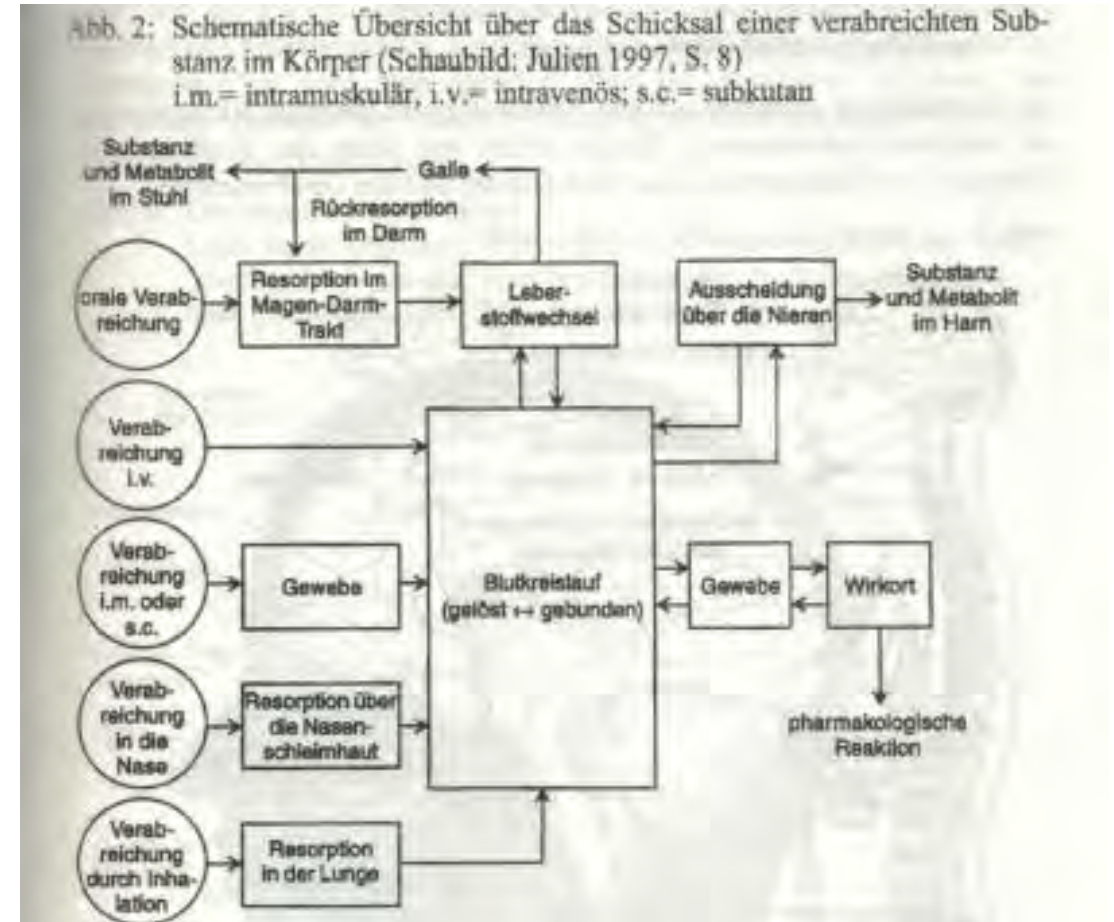 Abb. 2: Schematische Übersicht über das Schicksal einer verabreichten Sub-
stanz im Körper (Schaubild: Julien 1997, S. 8)
i.m.= intramuskulär, i.v.= intravenös; s.c.= subkutan
Substanz
und Metabolit
im Stuhl
Galle
Rückresorption
im Darm
orale Verab-
reichung
Resorption im
Magen-Darm-
Trakt
Leber-
stoffwechsel
Ausscheidung
über die Nieren
Substanz
und Metabolit
im Harn
Verab-
reichung
i.v.
Verab-
reichung
i.m. oder
s.c.
Gewebe
Blutkreislauf
(gelöst ↔ gebunden)
Gewebe
Wirkort
pharmakologische
Reaktion
Verab-
reichung
in die
Nase
Resorption über
die Nasen-
schleimhaut
Verab-
reichung
durch Inha-
lation
Resorption
in der Lunge